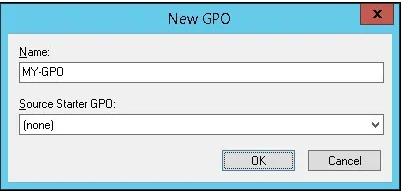 New GPO
x
Name:
MY-GPO
Source Starter GPO:
(none)
OK Cancel